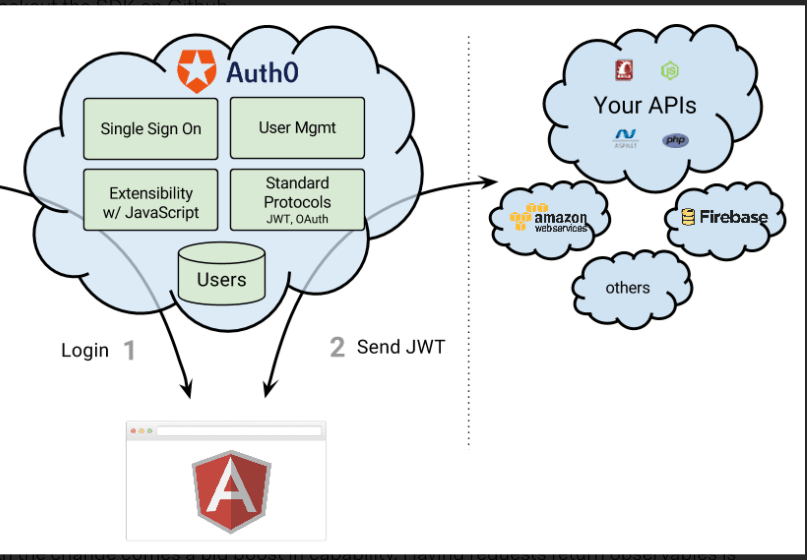 Auth0
Single Sign On
User Mgmt
Extensibility
w/ JavaScript
Standard
Protocols
JWT, OAuth
Users
Login 1
2 Send JWT
Your APIs
ASP.NET
php
amazon
webservices
Firebase
others